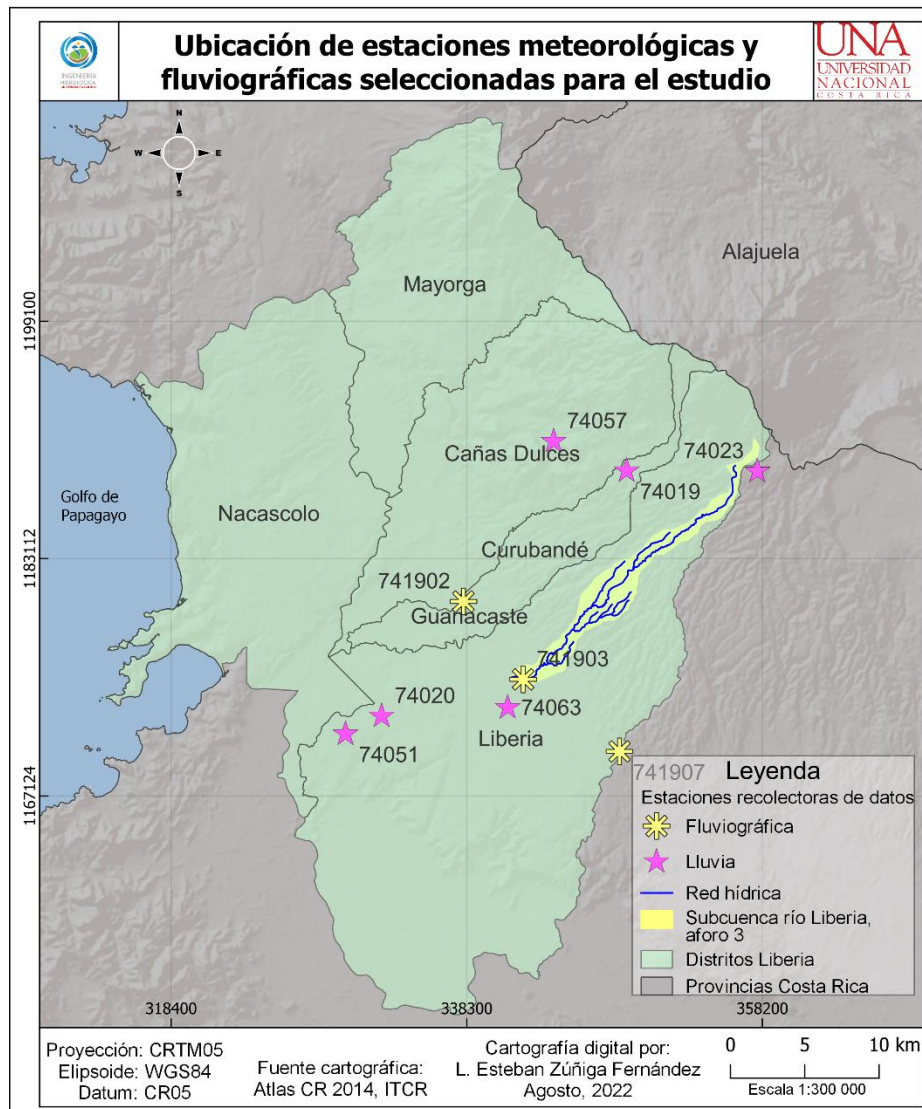 Ubicación de estaciones meteorológicas y
fluviográficas seleccionadas para el estudio
INGENIERÍA
HIDROLÓGICA
UNA
UNIVERSIDAD
NACIONAL
COSTA RICA
N
W
E
S
Alajuela
Mayorga
1199100
74057
Cañas Dulces
74023
74019
Golfo de
Papagayo
Nacascolo
Curubandé
1183112
741902
Guanacaste
741903
74020
74063
Liberia
74051
1167124
741907
Leyenda
Estaciones recolectoras de datos
Fluviográfica
Lluvia
Red hídrica
Subcuenca río Liberia,
aforo 3
Distritos Liberia
Provincias Costa Rica
318400
338300
358200
Proyección: CRTM05
Elipsoide: WGS84
Datum: CR05
Fuente cartográfica:
Atlas CR 2014, ITCR
Cartografía digital por:
L. Esteban Zúñiga Fernández
Agosto, 2022
0 5 10 km
Escala 1:300 000